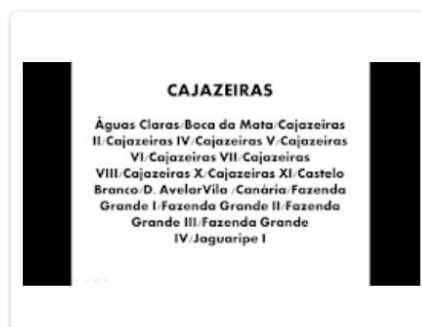 CAJAZEIRAS
Águas Claras/Boca da Mata/Cajazeiras
II/Cajazeiras IV/Cajazeiras V/Cajazeiras
VI/Cajazeiras VII/Cajazeiras
VIII/Cajazeiras X/Cajazeiras XI/Castelo
Branco/D. AvelarVila /Canária/Fazenda
Grande I/Fazenda Grande II/Fazenda
Grande III/Fazenda Grande
IV/Jaguaripe I